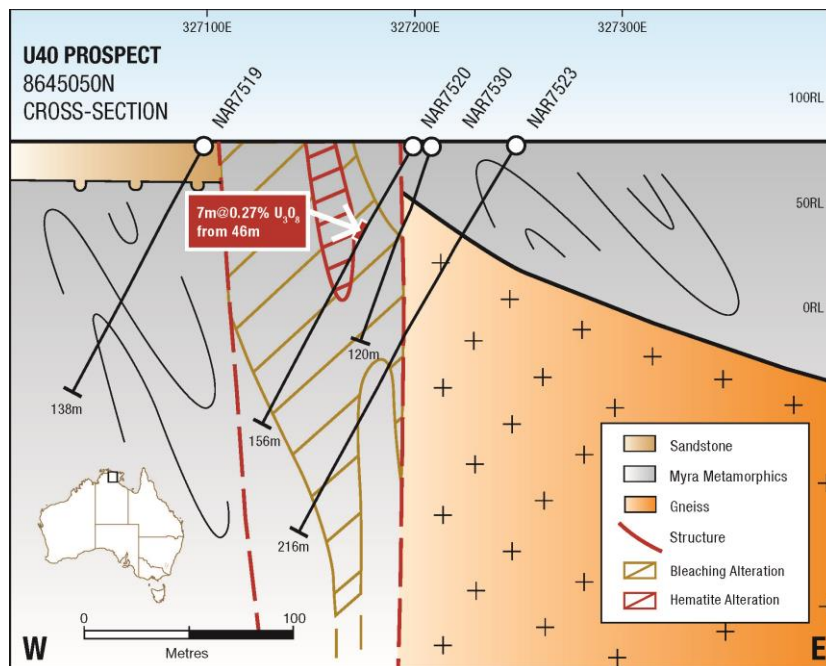 327100E
327200E
327300E
U40 PROSPECT
8645050N
CROSS-SECTION
NAR7519
NAR7520
NAR7530
NAR7523
100RL
50RL
0RL
7m@0.27% U₃O₈
from 46m
138m
156m
120m
216m
Sandstone
Myra Metamorphics
Gneiss
Structure
Bleaching Alteration
Hematite Alteration
0
100
Metres
W
E